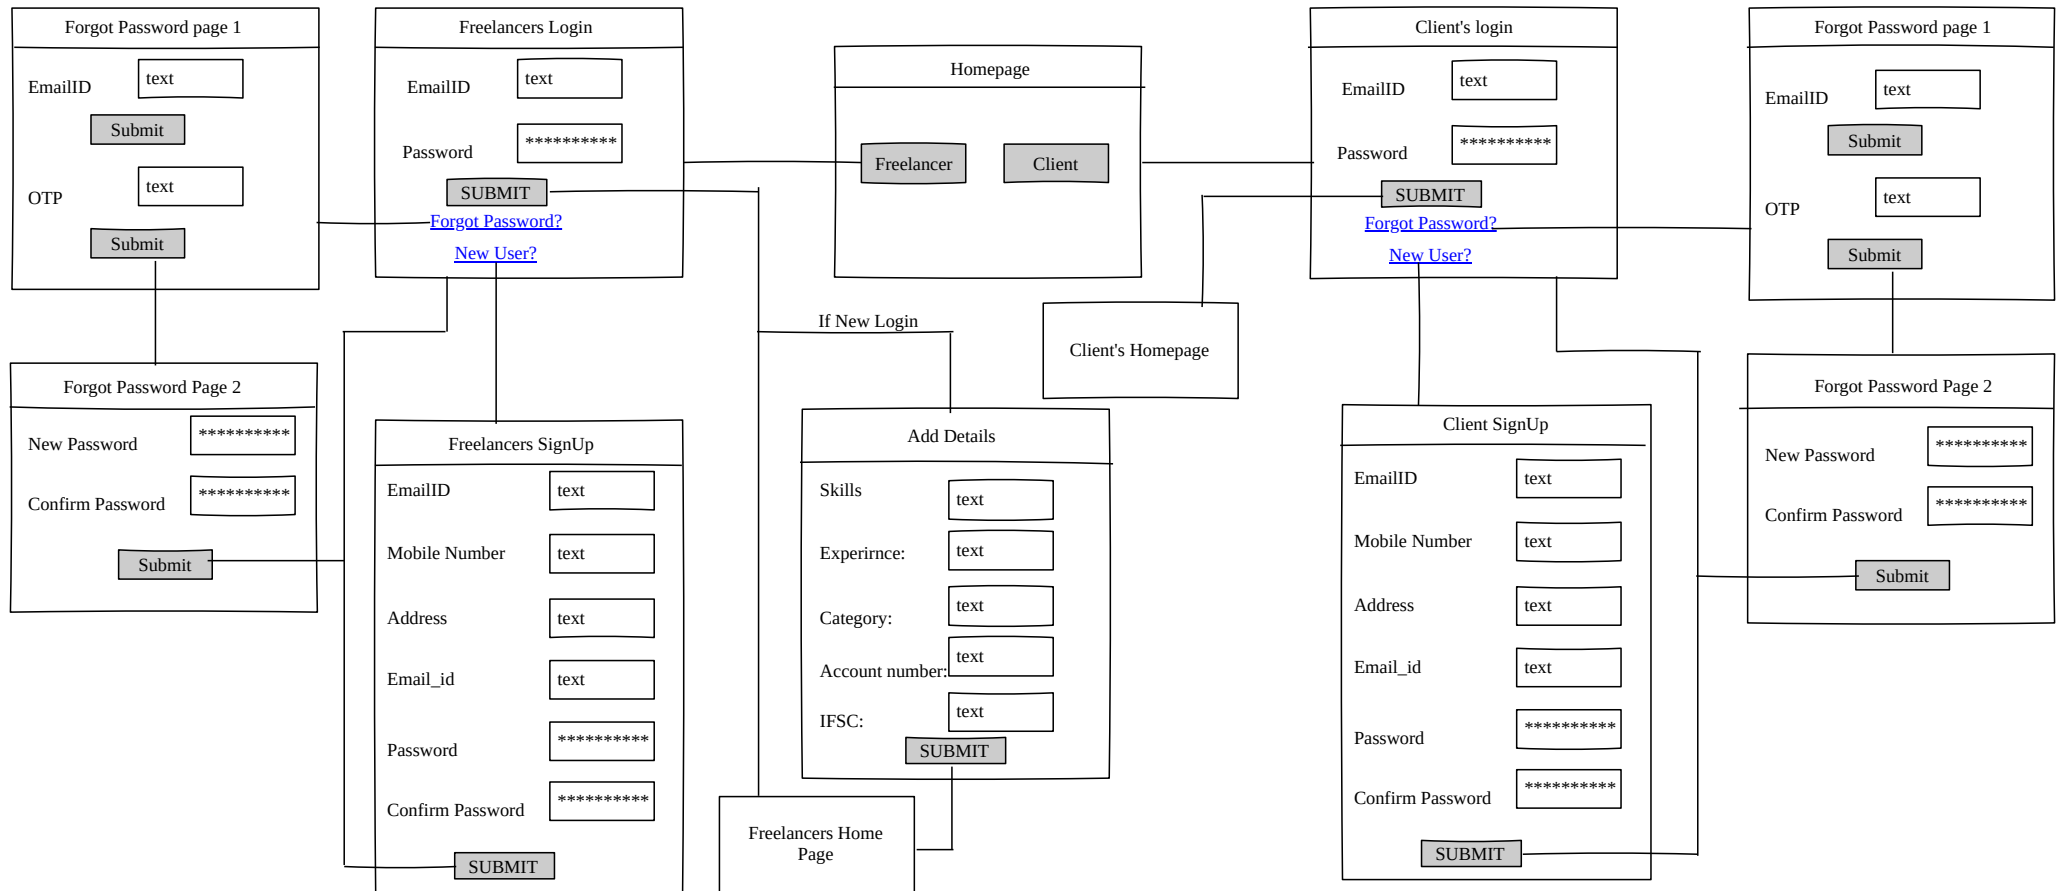 Forgot Password page 1
EmailID
text
Submit
OTP
text
Submit
Forgot Password Page 2
New Password
**********
Confirm Password
**********
Submit
Freelancers Login
EmailID
text
Password
**********
SUBMIT
Forgot Password?
New User?
Freelancers SignUp
EmailID
text
Mobile Number
text
Address
text
Email_id
text
Password
**********
Confirm Password
**********
SUBMIT
Homepage
Freelancer
Client
If New Login
Add Details
Skills
text
Experirnce:
text
Category:
text
Account number:
text
IFSC:
text
SUBMIT
Freelancers Home
Page
Client's Homepage
Client's login
EmailID
text
Password
**********
SUBMIT
Forgot Password?
New User?
Client SignUp
EmailID
text
Mobile Number
text
Address
text
Email_id
text
Password
**********
Confirm Password
**********
SUBMIT
Forgot Password page 1
EmailID
text
Submit
OTP
text
Submit
Forgot Password Page 2
New Password
**********
Confirm Password
**********
Submit